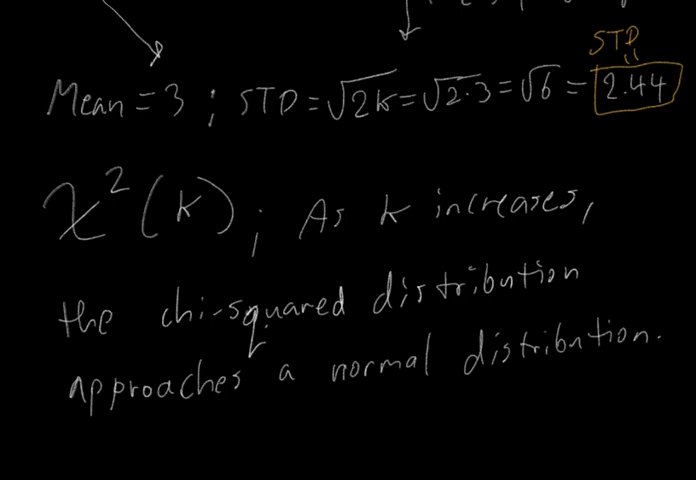 STD
Mean = 3 ; STD = √2k = √2·3 = √6 = 2.44
χ²(k) ; As k increases,
the chi-squared distribution
approaches a normal distribution.